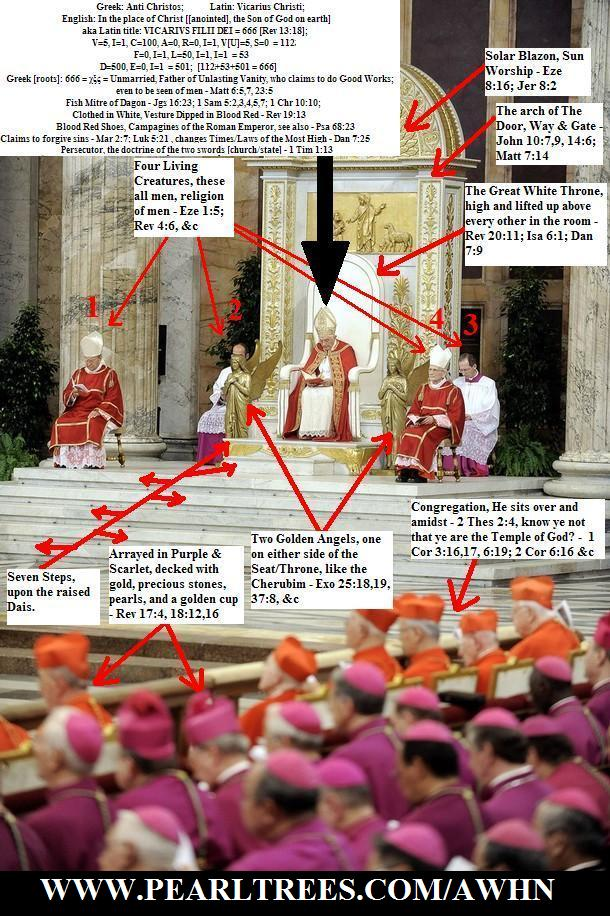 Greek: Anti Christos; Latin: Vicarius Christi;
English: In the place of Christ [[anointed], the Son of God on earth]
aka Latin title: VICARIVS FILII DEI = 666 [Rev 13:18];
V=5, I=1, C=100, A=0, R=0, I=1, V[U]=5, S=0 = 112.
F=0, I=1, L=50, I=1, I=1 = 53
D=500, E=0, I=1 = 501; [112+53+501 = 666]
Greek [roots]: 666 = χξς = Unmarried, Father of Unlasting Vanity, who claims to do Good Works;
even to be seen of men - Matt 6:5,7, 23:5
Fish Mitre of Dagon - Jgs 16:23; 1 Sam 5:2,3,4,5,7; 1 Chr 10:10;
Clothed in White, Vesture Dipped in Blood Red - Rev 19:13
Blood Red Shoes, Campagines of the Roman Emperor, see also - Psa 68:23
Claims to forgive sins - Mar 2:7; Luk 5:21 , changes Times/Laws of the Most High - Dan 7:25
Persecutor, the doctrine of the two swords [church/state] - 1 Tim 1:13
Solar Blazon, Sun
Worship - Eze
8:16; Jer 8:2
The arch of The
Door, Way & Gate -
John 10:7,9, 14:6;
Matt 7:14
Four Living
Creatures, these
all men, religion
of men - Eze 1:5;
Rev 4:6, &c
The Great White Throne,
high and lifted up above
every other in the room -
Rev 20:11; Isa 6:1; Dan
7:9
1
2
4
3
Congregation, He sits over and
amidst - 2 Thes 2:4, know ye not
that ye are the Temple of God? - 1
Cor 3:16,17, 6:19; 2 Cor 6:16 &c
Two Golden Angels, one
on either side of the
Seat/Throne, like the
Cherubim - Exo 25:18,19,
37:8, &c
Arrayed in Purple &
Scarlet, decked with
gold, precious stones,
pearls, and a golden cup
- Rev 17:4, 18:12,16
Seven Steps,
upon the raised
Dais.
WWW.PEARLTREES.COM/AWHN